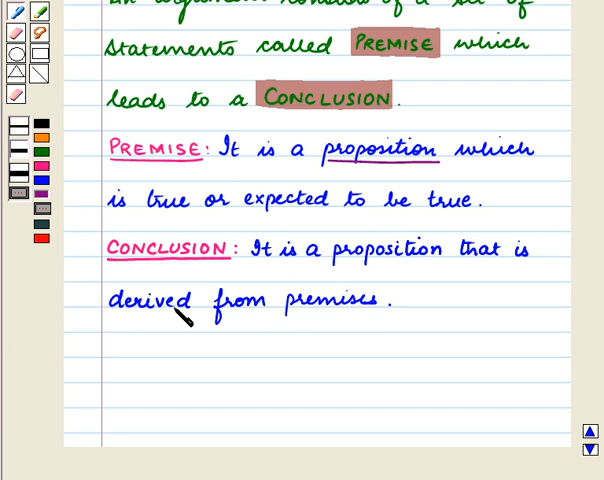 statements called PREMISE which
leads to a CONCLUSION.
PREMISE: It is a proposition which
is true or expected to be true.
CONCLUSION: It is a proposition that is
derived from premises.